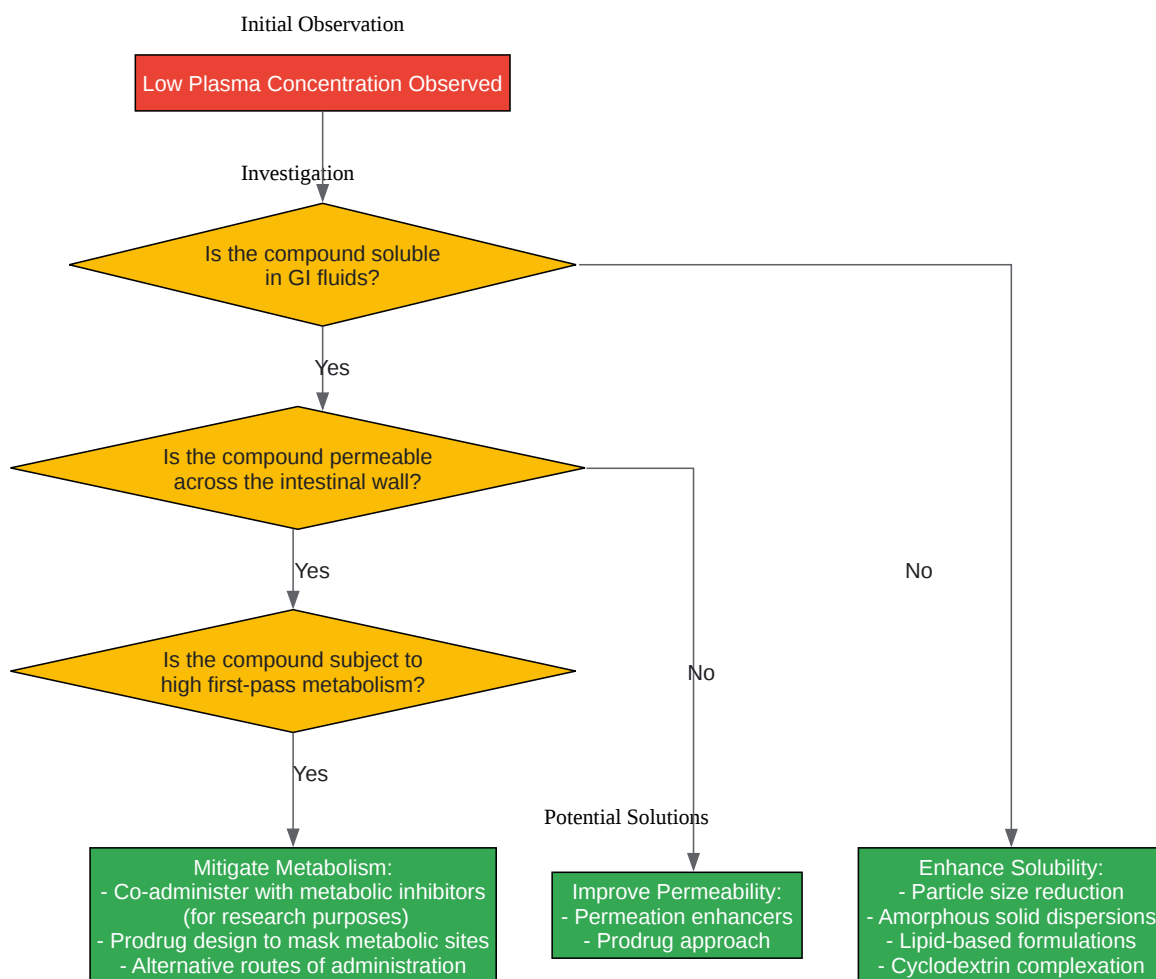 Initial Observation
Low Plasma Concentration Observed
Investigation
Is the compound soluble
in GI fluids?
Yes
Is the compound permeable
across the intestinal wall?
Yes
No
Is the compound subject to
high first-pass metabolism?
No
Yes
Potential Solutions
Mitigate Metabolism:
- Co-administer with metabolic inhibitors
(for research purposes)
- Prodrug design to mask metabolic sites
- Alternative routes of administration
Improve Permeability:
- Permeation enhancers
- Prodrug approach
Enhance Solubility:
- Particle size reduction
- Amorphous solid dispersions
- Lipid-based formulations
- Cyclodextrin complexation